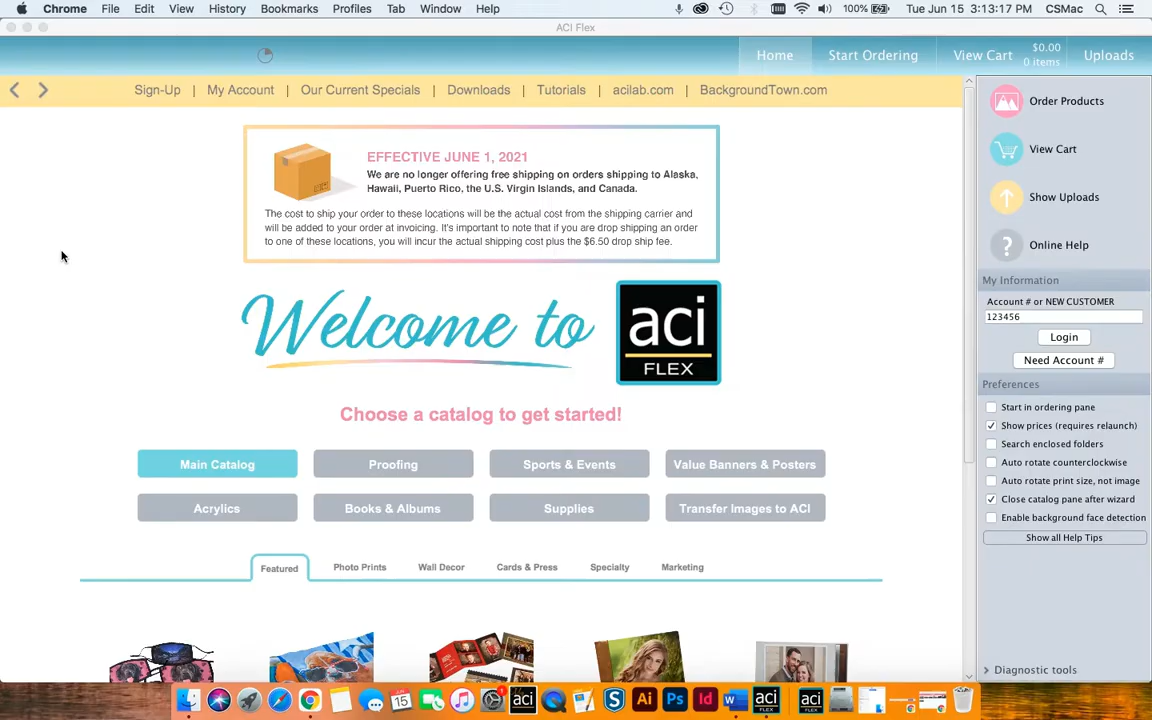 Chrome File Edit View History Bookmarks Profiles Tab Window Help 100% Tue Jun 15 3:13:17 PM CSMac
ACI Flex
Home Start Ordering View Cart $0.00 0 items Uploads
Sign-Up | My Account | Our Current Specials | Downloads | Tutorials | acilab.com | BackgroundTown.com
EFFECTIVE JUNE 1, 2021
We are no longer offering free shipping on orders shipping to Alaska,
Hawaii, Puerto Rico, the U.S. Virgin Islands, and Canada.
The cost to ship your order to these locations will be the actual cost from the shipping carrier and
will be added to your order at invoicing. It's important to note that if you are drop shipping an order
to one of these locations, you will incur the actual shipping cost plus the $6.50 drop ship fee.
Welcome to
aci
FLEX
Choose a catalog to get started!
Main Catalog Proofing Sports & Events Value Banners & Posters
Acrylics Books & Albums Supplies Transfer Images to ACI
Featured Photo Prints Wall Decor Cards & Press Specialty Marketing
Order Products
View Cart
Show Uploads
Online Help
My Information
Account # or NEW CUSTOMER
123456
Login
Need Account #
Preferences
Start in ordering pane
Show prices (requires relaunch)
Search enclosed folders
Auto rotate counterclockwise
Auto rotate print size, not image
Close catalog pane after wizard
Enable background face detection
Show all Help Tips
Diagnostic tools
aci Ai Ps Id W aci FLEX aci FLEX